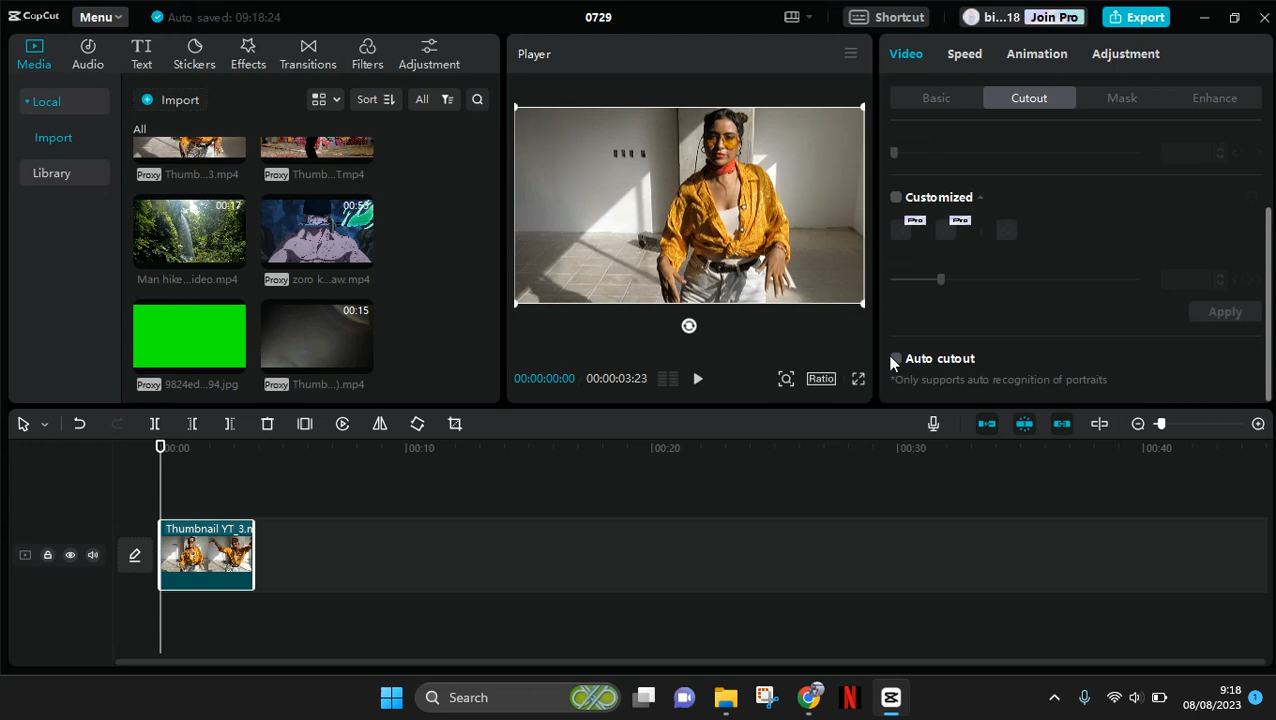 CapCut
Menu
Auto saved: 09:18:24
0729
Shortcut
bi...18
Join Pro
Export
Media
Audio
Text
Stickers
Effects
Transitions
Filters
Adjustment
Player
Video
Speed
Animation
Adjustment
Local
Import
Library
Import
Sort
All
All
Thumb...3.mp4
Proxy Thumb...T.mp4
00:17
Man hike...ideo.mp4
00:53
Proxy zoro k...aw.mp4
Proxy 9824ed...94.jpg
00:15
Proxy Thumb...).mp4
00:00:00:00
00:00:03:23
Ratio
Basic
Cutout
Mask
Enhance
Customized
Pro
Pro
Apply
Auto cutout
*Only supports auto recognition of portraits
00:00
00:10
00:20
00:30
00:40
Thumbnail YT_3.m
Search
9:18
08/08/2023
1